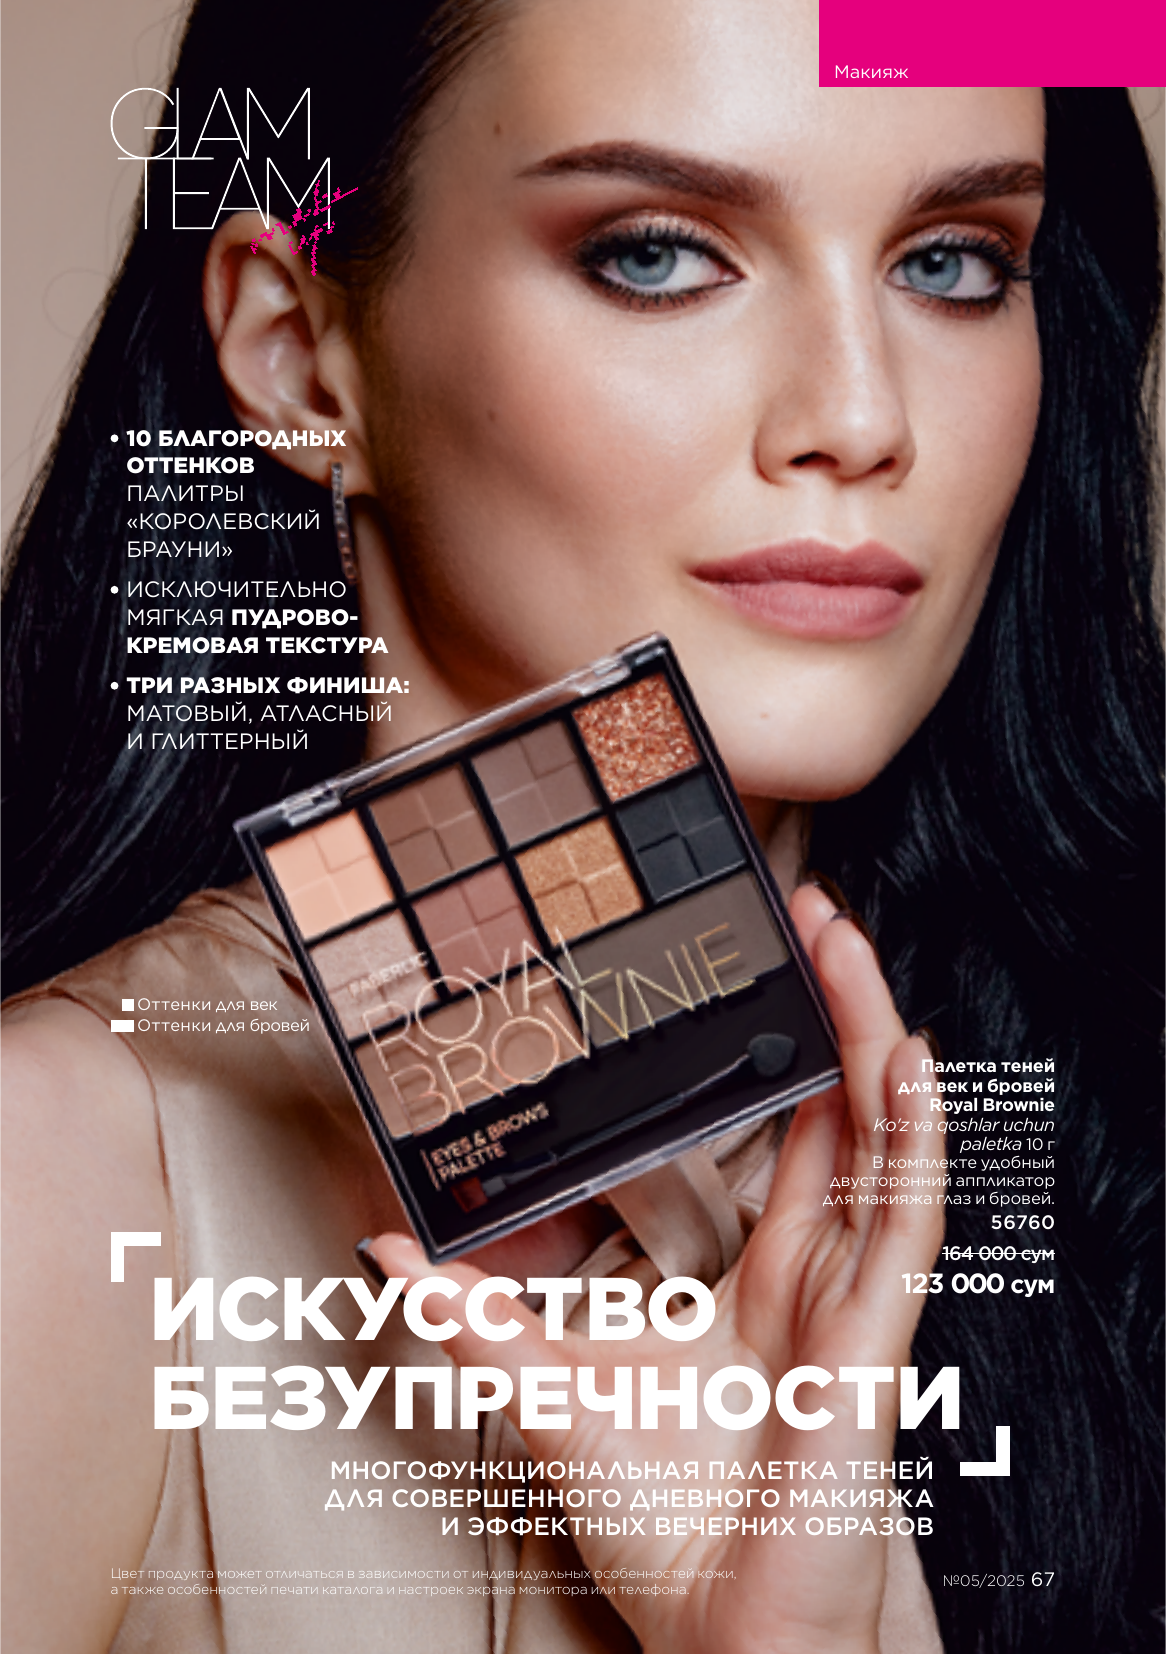 Макияж
GLAM
TEAM
• 10 БЛАГОРОДНЫХ
ОТТЕНКОВ
ПАЛИТРЫ
«КОРОЛЕВСКИЙ
БРАУНИ»
• ИСКЛЮЧИТЕЛЬНО
МЯГКАЯ ПУДРОВО-
КРЕМОВАЯ ТЕКСТУРА
• ТРИ РАЗНЫХ ФИНИША:
МАТОВЫЙ, АТЛАСНЫЙ
И ГЛИТТЕРНЫЙ
FABERLIC
ROYAL
BROWNIE
EYES & BROWS
PALETTE
Оттенки для век
Оттенки для бровей
Палетка теней
для век и бровей
Royal Brownie
Ko'z va qoshlar uchun
paletka 10 г
В комплекте удобный
двусторонний аппликатор
для макияжа глаз и бровей.
56760
164 000 сум
123 000 сум
ИСКУССТВО
БЕЗУПРЕЧНОСТИ
МНОГОФУНКЦИОНАЛЬНАЯ ПАЛЕТКА ТЕНЕЙ
ДЛЯ СОВЕРШЕННОГО ДНЕВНОГО МАКИЯЖА
И ЭФФЕКТНЫХ ВЕЧЕРНИХ ОБРАЗОВ
Цвет продукта может отличаться в зависимости от индивидуальных особенностей кожи,
а также особенностей печати каталога и настроек экрана монитора или телефона.
№05/2025 67